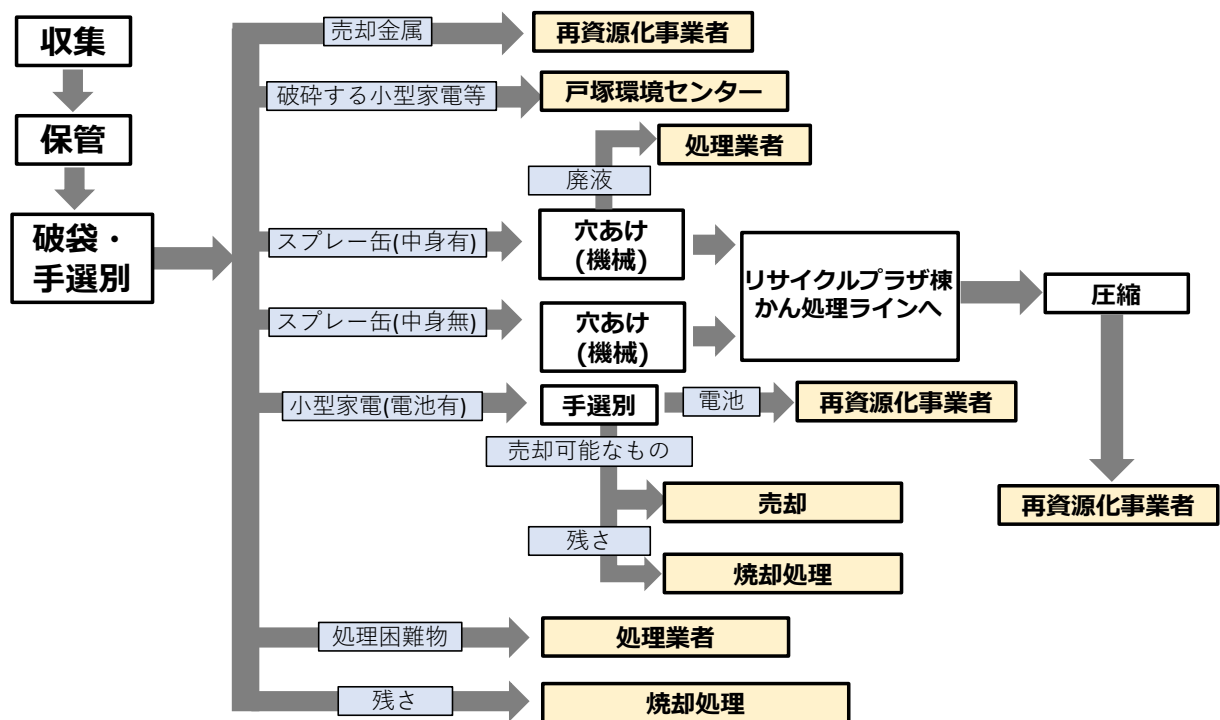 収集
保管
破袋・
手選別
売却金属
再資源化事業者
破砕する小型家電等
戸塚環境センター
処理業者
廃液
スプレー缶(中身有)
穴あけ
(機械)
スプレー缶(中身無)
穴あけ
(機械)
リサイクルプラザ棟
かん処理ラインへ
圧縮
再資源化事業者
小型家電(電池有)
手選別
電池
再資源化事業者
売却可能なもの
売却
残さ
焼却処理
処理困難物
処理業者
残さ
焼却処理